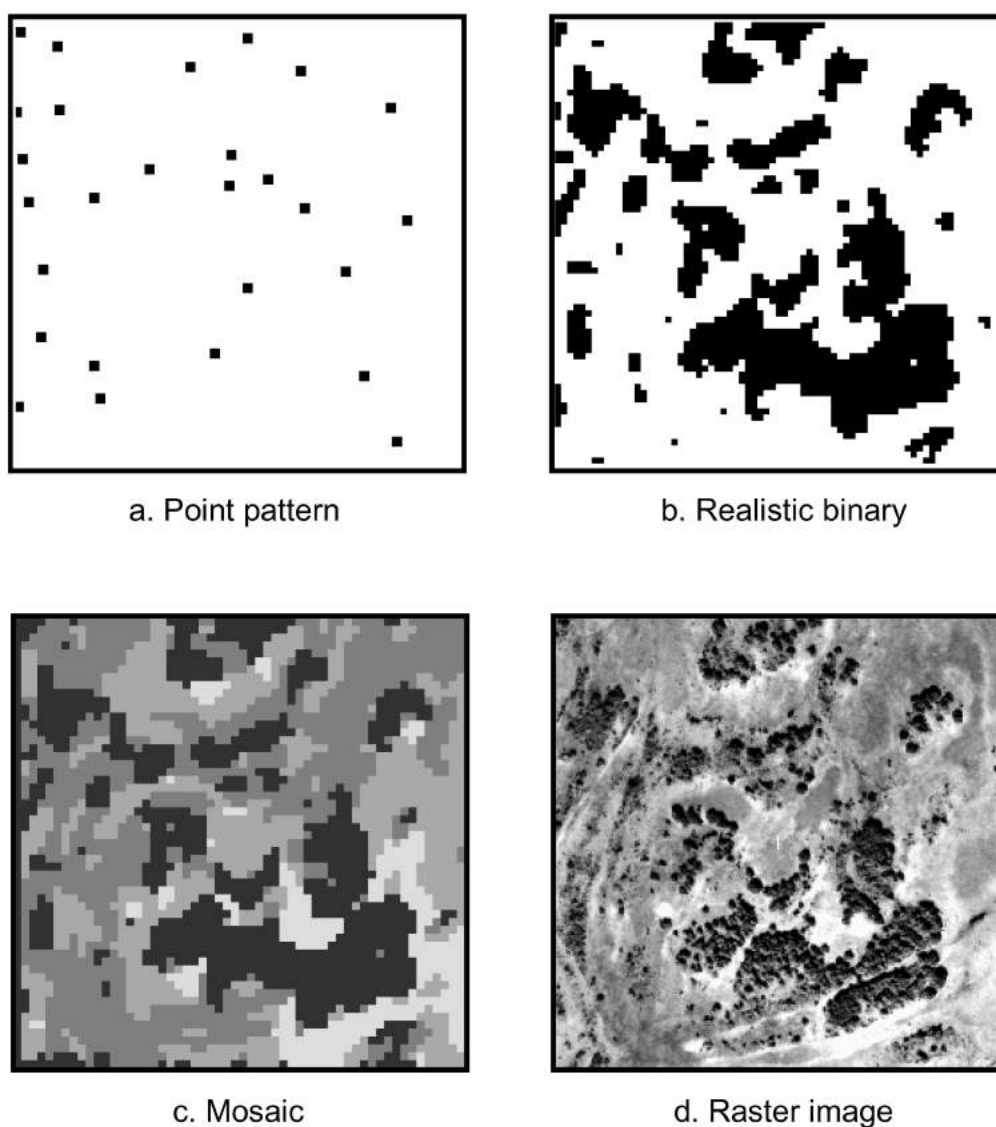 a. Point pattern
b. Realistic binary
c. Mosaic
d. Raster image